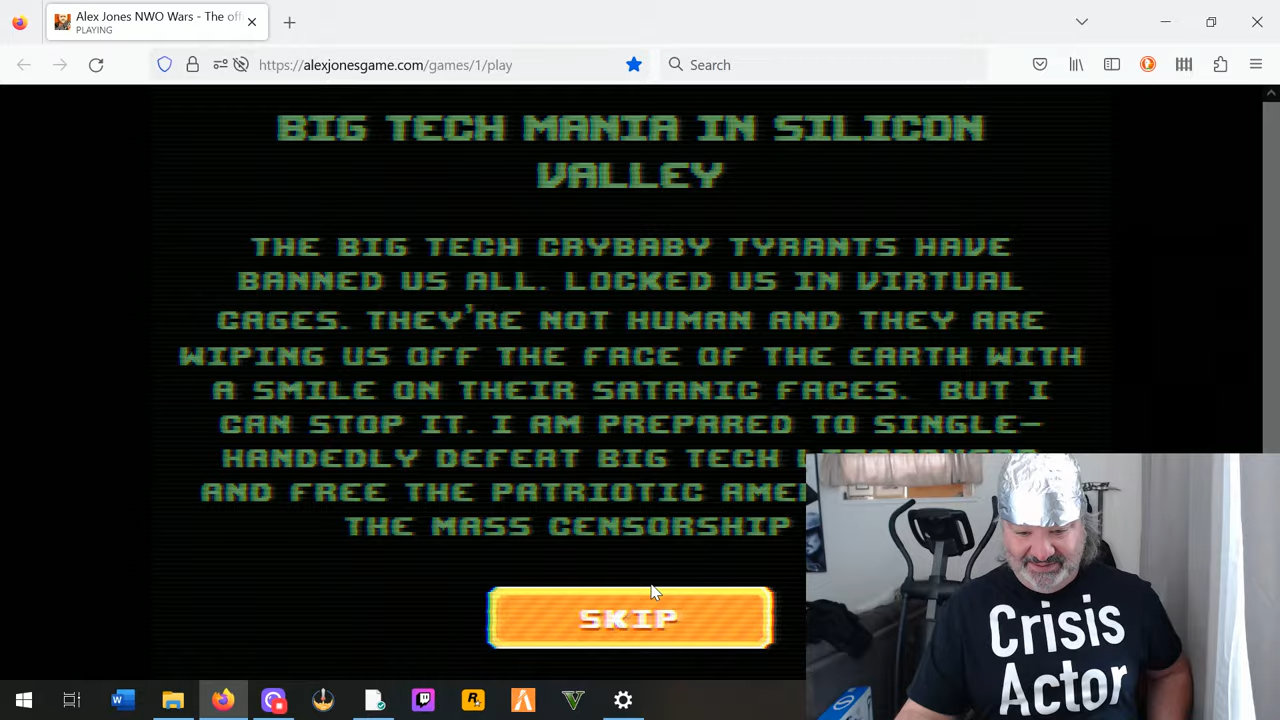 Alex Jones NWO Wars - The off
PLAYING
https://alexjonesgame.com/games/1/play
Search
BIG TECH MANIA IN SILICON
VALLEY
THE BIG TECH CRYBABY TYRANTS HAVE
BANNED US ALL. LOCKED US IN VIRTUAL
CAGES. THEY'RE NOT HUMAN AND THEY ARE
WIPING US OFF THE FACE OF THE EARTH WITH
A SMILE ON THEIR SATANIC FACES. BUT I
CAN STOP IT. I AM PREPARED TO SINGLE-
HANDEDLY DEFEAT BIG TECH
AND FREE THE PATRIOTIC AME
THE MASS CENSORSHIP
SKIP
Crisis
Actor